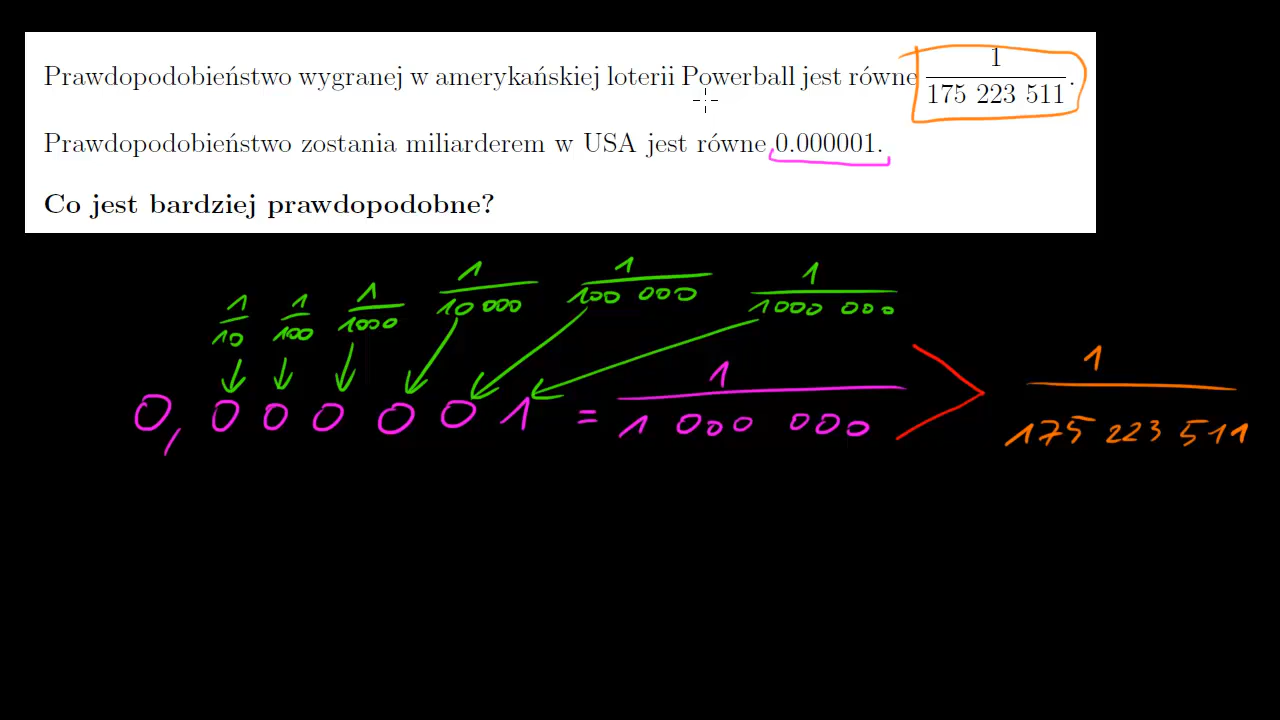 Prawdopodobieństwo wygranej w amerykańskiej loterii Powerball jest równe 1/175 223 511.
Prawdopodobieństwo zostania miliarderem w USA jest równe 0.000001.
Co jest bardziej prawdopodobne?
1/10 1/100 1/1000 1/10 000 1/100 000 1/1000 000
0,000001 = 1/1 000 000 > 1/175 223 511